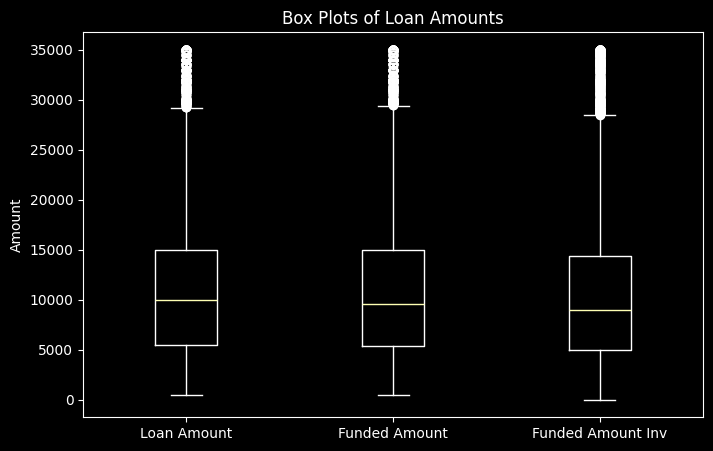 Box Plots of Loan Amounts
35000
30000
25000
20000
15000
10000
5000
0
Amount
Loan Amount
Funded Amount
Funded Amount Inv